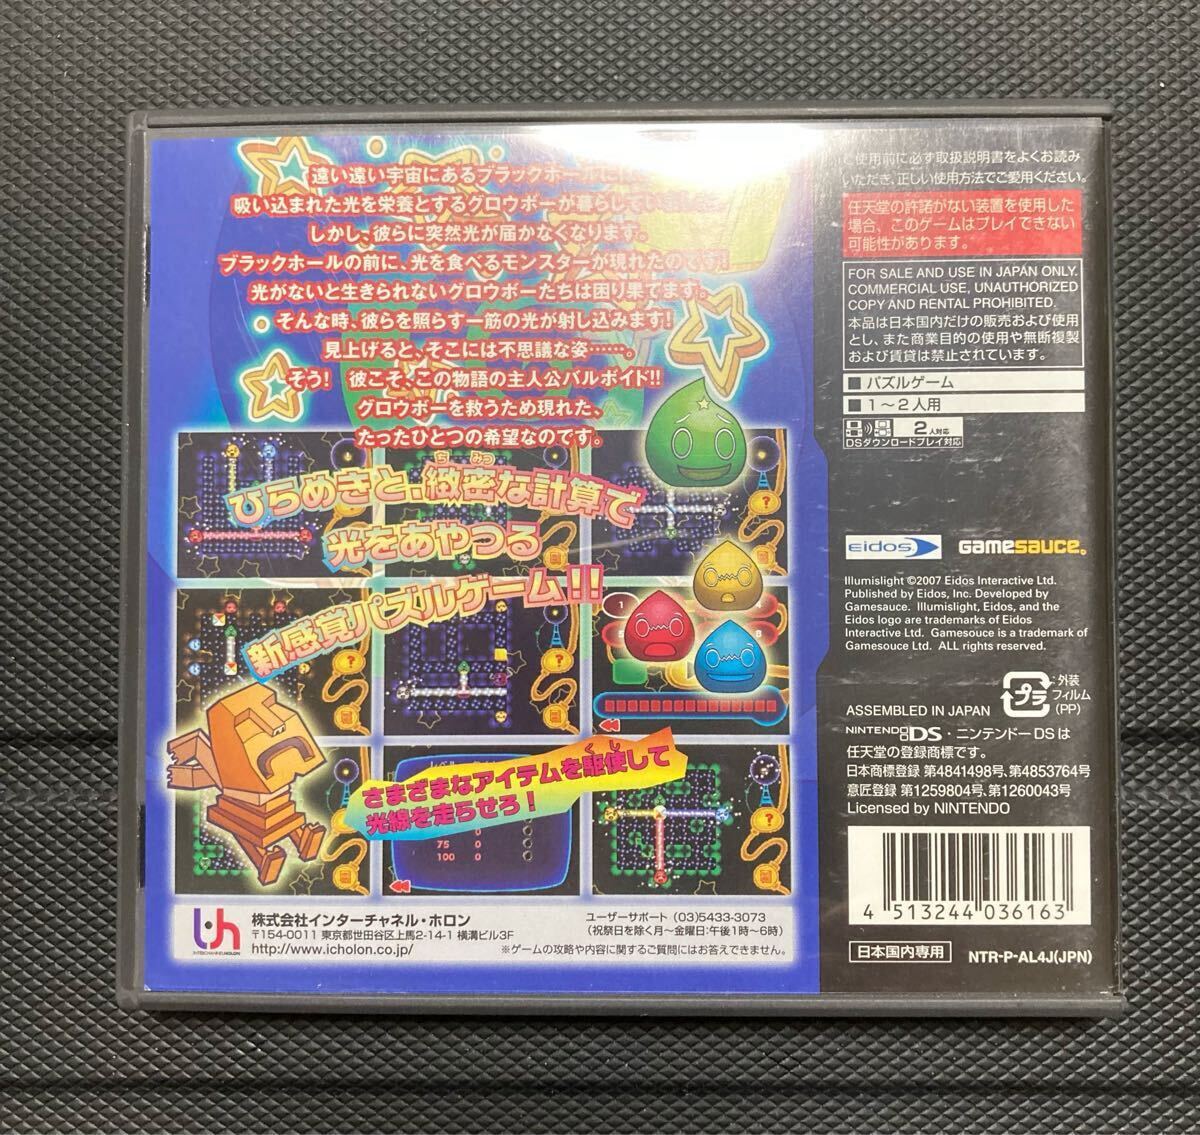 遠い遠い宇宙にあるブラックホールには、
吸い込まれた光を栄養とするグロウボーが暮らしていました。
しかし、彼らに突然光が届かなくなります。
ブラックホールの前に、光を食べるモンスターが現れたのです!
光がないと生きられないグロウボーたちは困り果てます。
そんな時、彼らを照らす一筋の光が射し込みます!
見上げると、そこには不思議な姿……。
そう! 彼こそ、この物語の主人公バルボイド!!
グロウボーを救うため現れた、
たったひとつの希望なのです。
ち みつ
ひらめきと、緻密な計算で
光をあやつる
新感覚パズルゲーム!!
くし
さまざまなアイテムを駆使して
光線を走らせろ!
75 0
100 0
株式会社インターチャネル・ホロン
〒154-0011 東京都世田谷区上馬2-14-1 横溝ビル3F
http://www.icholon.co.jp/
INTERCHANNELHOLON
ユーザーサポート (03)5433-3073
(祝祭日を除く月〜金曜日:午後1時〜6時)
※ゲームの攻略や内容に関するご質問にはお答えできません。
ご使用前に必ず取扱説明書をよくお読み
いただき、正しい使用方法でご愛用ください。
任天堂の許諾がない装置を使用した
場合、このゲームはプレイできない
可能性があります。
FOR SALE AND USE IN JAPAN ONLY.
COMMERCIAL USE, UNAUTHORIZED
COPY AND RENTAL PROHIBITED.
本品は日本国内だけの販売および使用
とし、また商業目的の使用や無断複製
および賃貸は禁止されています。
■ パズルゲーム
■ 1〜2人用
2 人対応
DSダウンロードプレイ対応
eidos
GAMESAUCE.
Illumislight ©2007 Eidos Interactive Ltd.
Published by Eidos, Inc. Developed by
Gamesauce. Illumislight, Eidos, and the
Eidos logo are trademarks of Eidos
Interactive Ltd. Gamesouce is a trademark of
Gamesouce Ltd. ALL rights reserved.
プラ
:外装
フィルム
(PP)
ASSEMBLED IN JAPAN
NINTENDO DS・ニンテンドーDSは
任天堂の登録商標です。
日本商標登録 第4841498号、第4853764号
意匠登録 第1259804号、第1260043号
Licensed by NINTENDO
4 513244 036163
日本国内専用
NTR-P-AL4J(JPN)